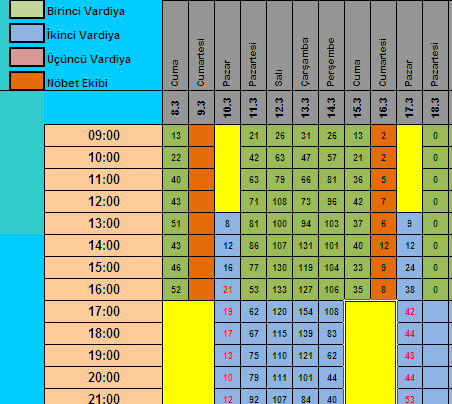 Birinci Vardiya
İkinci Vardiya
Üçüncü Vardiya
Nöbet Ekibi
Cuma Cumartesi Pazar Pazartesi Salı Çarşamba Perşembe Cuma Cumartesi Pazar Pazartesi
8.3 9.3 10.3 11.3 12.3 13.3 14.3 15.3 16.3 17.3 18.3
09:00 13 21 26 31 26 13 2 0
10:00 22 42 63 47 57 21 2 0
11:00 40 63 79 66 81 36 5 0
12:00 43 71 108 73 96 42 7 0
13:00 51 8 81 100 94 103 37 6 9 0
14:00 43 12 86 107 131 101 40 12 12 0
15:00 46 16 77 130 119 104 33 9 24 0
16:00 52 21 53 133 127 106 35 8 38 0
17:00 19 62 120 154 108 42
18:00 17 67 115 139 83 44
19:00 13 75 110 121 62 48
20:00 10 79 111 101 44 44
21:00 12 92 107 84 40 53